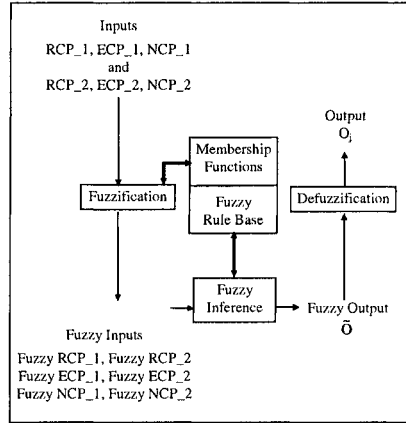 Inputs
RCP_1, ECP_1, NCP_1
and
RCP_2, ECP_2, NCP_2
Output
Oj
Membership
Functions
Fuzzification
Fuzzy
Rule Base
Defuzzification
Fuzzy
Inference
Fuzzy Output
Õ
Fuzzy Inputs
Fuzzy RCP_1, Fuzzy RCP_2
Fuzzy ECP_1, Fuzzy ECP_2
Fuzzy NCP_1, Fuzzy NCP_2